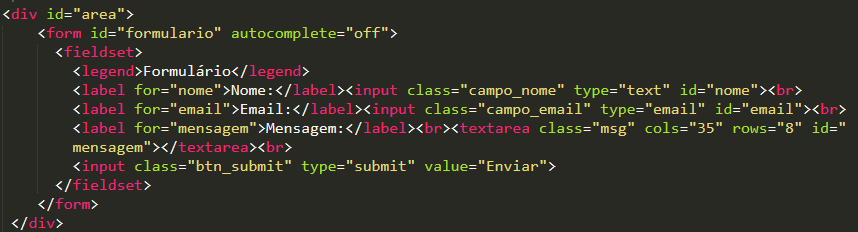 <div id="area">
<form id="formulario" autocomplete="off">
<fieldset>
<legend>Formulário</legend>
<label for="nome">Nome:</label><input class="campo_nome" type="text" id="nome"><br>
<label for="email">Email:</label><input class="campo_email" type="email" id="email"><br>
<label for="mensagem">Mensagem:</label><br><textarea class="msg" cols="35" rows="8" id="
mensagem"></textarea><br>
<input class="btn_submit" type="submit" value="Enviar">
</fieldset>
</form>
</div>